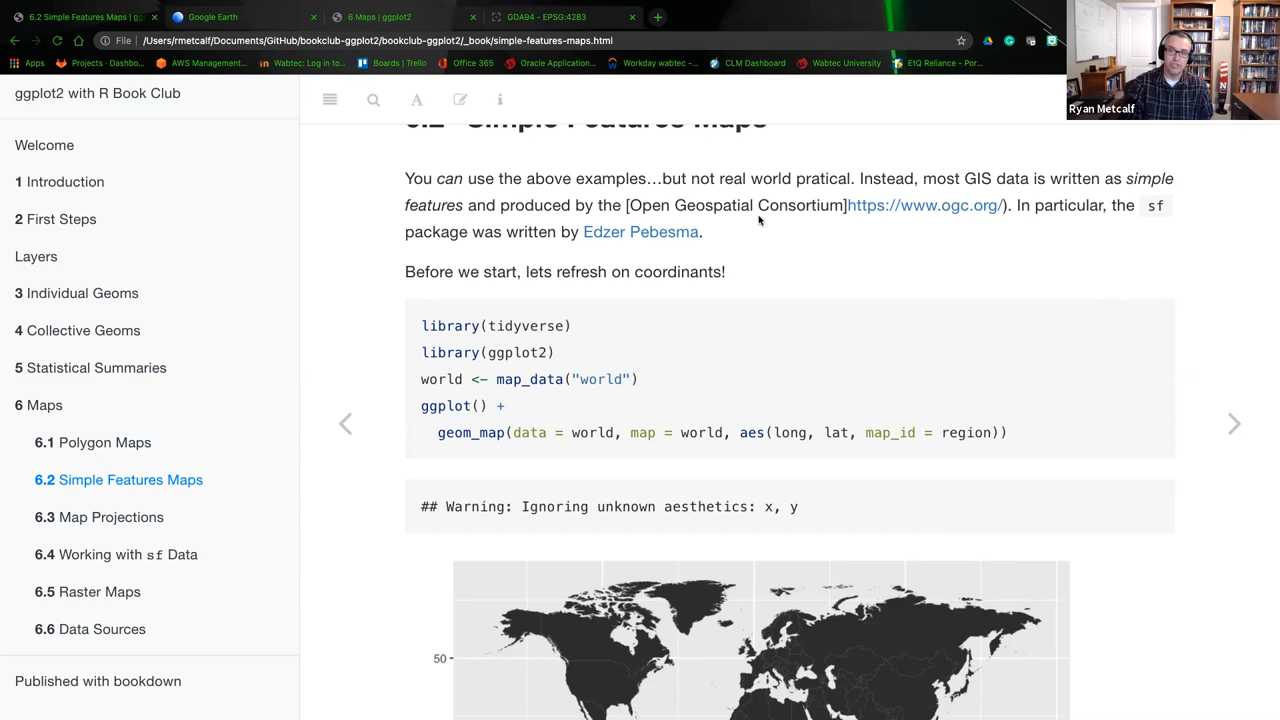 6.2 Simple Features Maps | gg
Google Earth
6 Maps | ggplot2
GDA94 - EPSG:4283
File
/Users/rmetcalf/Documents/GitHub/bookclub-ggplot2/bookclub-ggplot2/_book/simple-features-maps.html
Apps
Projects · Dashbo...
AWS Management...
Wabtec: Log in to...
Boards | Trello
Office 365
Oracle Application...
Workday wabtec -...
CLM Dashboard
Wabtec University
EtQ Reliance - Por...
Ryan Metcalf
ggplot2 with R Book Club
Welcome
1 Introduction
2 First Steps
Layers
3 Individual Geoms
4 Collective Geoms
5 Statistical Summaries
6 Maps
6.1 Polygon Maps
6.2 Simple Features Maps
6.3 Map Projections
6.4 Working with sf Data
6.5 Raster Maps
6.6 Data Sources
Published with bookdown
6.2 Simple Features Maps
You can use the above examples...but not real world pratical. Instead, most GIS data is written as simple
features and produced by the [Open Geospatial Consortium]https://www.ogc.org/). In particular, the sf
package was written by Edzer Pebesma.
Before we start, lets refresh on coordinants!
library(tidyverse)
library(ggplot2)
world <- map_data("world")
ggplot() +
geom_map(data = world, map = world, aes(long, lat, map_id = region))
## Warning: Ignoring unknown aesthetics: x, y
50